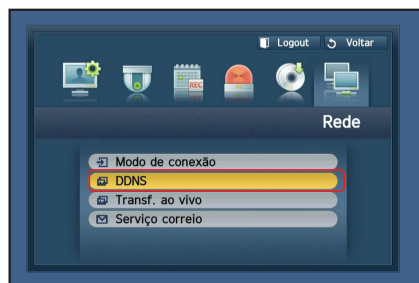 Logout Voltar
REC
Rede
Modo de conexão
DDNS
Transf. ao vivo
Serviço correio